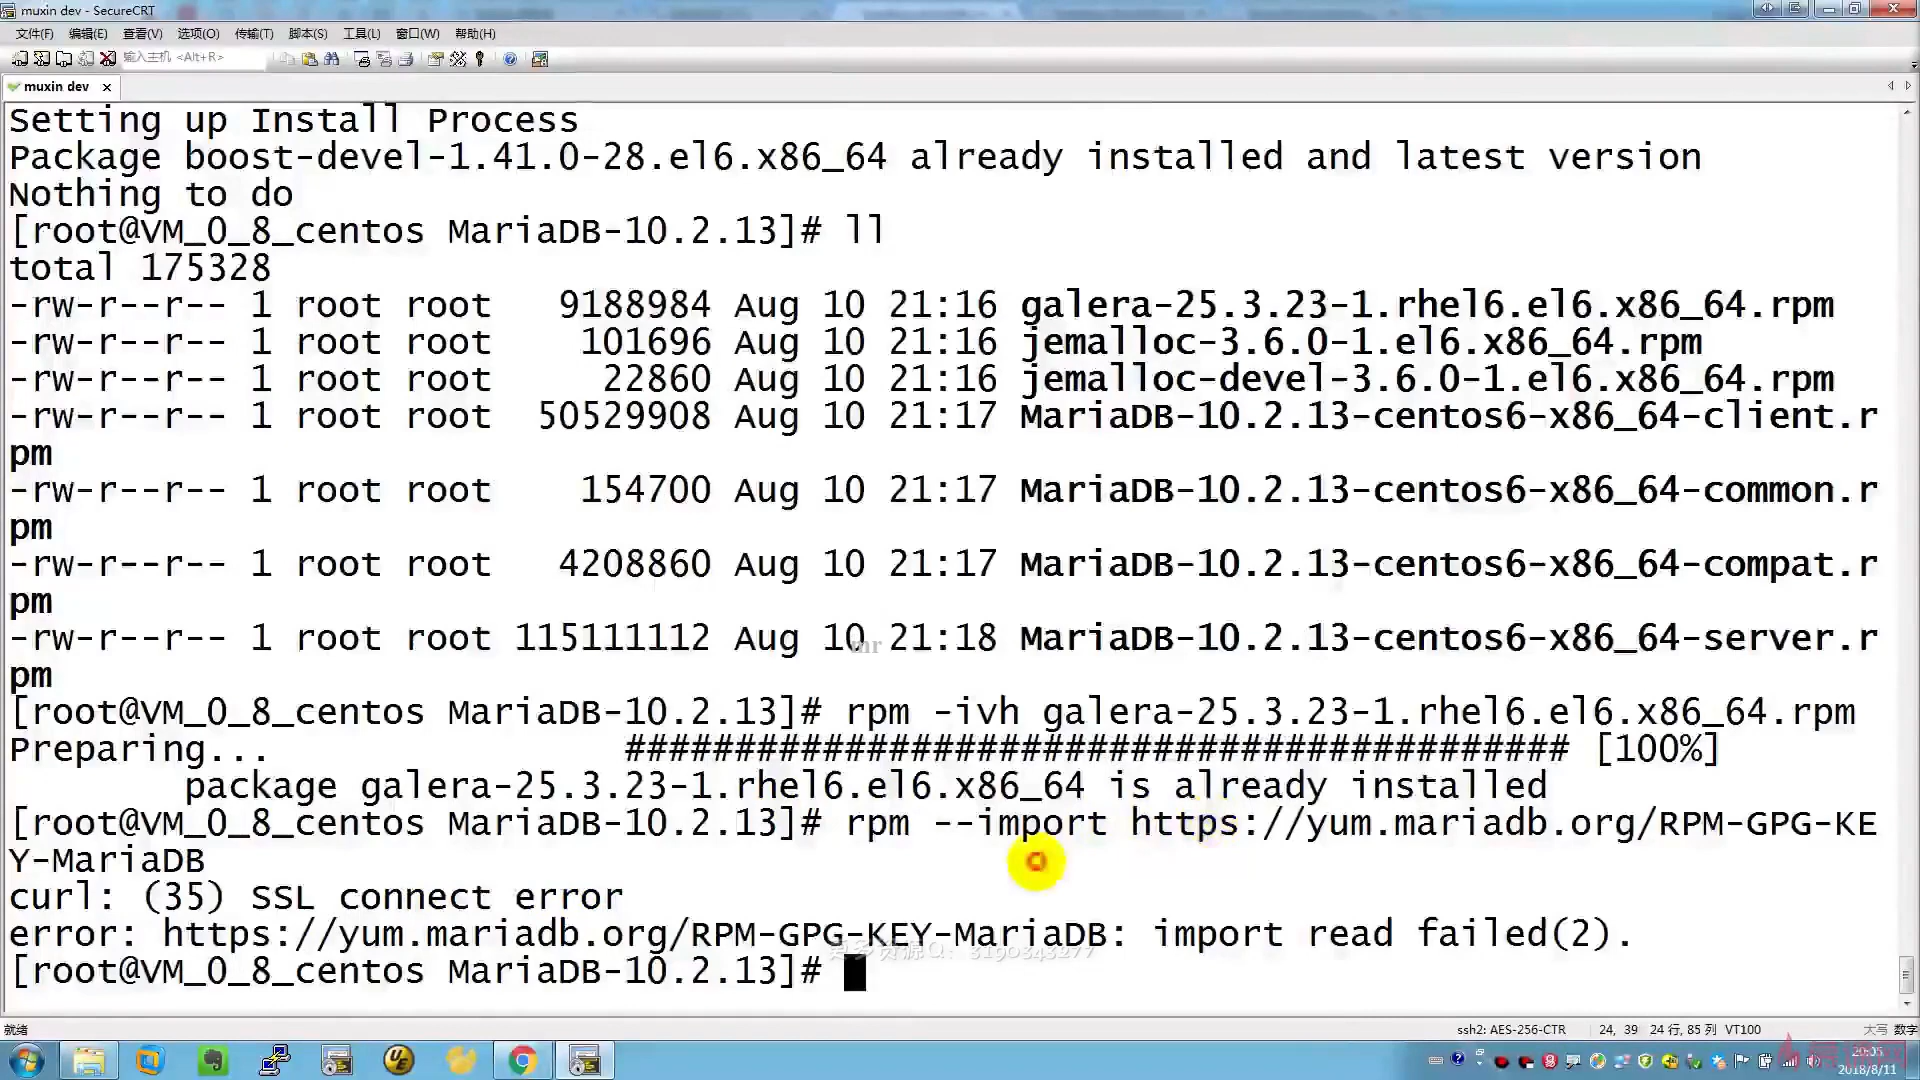 muxin dev - SecureCRT
文件(F) 编辑(E) 查看(V) 选项(O) 传输(T) 脚本(S) 工具(L) 窗口(W) 帮助(H)
输入主机 <Alt+R>
muxin dev ×
Setting up Install Process
Package boost-devel-1.41.0-28.el6.x86_64 already installed and latest version
Nothing to do
[root@VM_0_8_centos MariaDB-10.2.13]# ll
total 175328
-rw-r--r-- 1 root root   9188984 Aug 10 21:16 galera-25.3.23-1.rhel6.el6.x86_64.rpm
-rw-r--r-- 1 root root    101696 Aug 10 21:16 jemalloc-3.6.0-1.el6.x86_64.rpm
-rw-r--r-- 1 root root     22860 Aug 10 21:16 jemalloc-devel-3.6.0-1.el6.x86_64.rpm
-rw-r--r-- 1 root root  50529908 Aug 10 21:17 MariaDB-10.2.13-centos6-x86_64-client.r
pm
-rw-r--r-- 1 root root    154700 Aug 10 21:17 MariaDB-10.2.13-centos6-x86_64-common.r
pm
-rw-r--r-- 1 root root   4208860 Aug 10 21:17 MariaDB-10.2.13-centos6-x86_64-compat.r
pm
-rw-r--r-- 1 root root 115111112 Aug 10 21:18 MariaDB-10.2.13-centos6-x86_64-server.r
pm
[root@VM_0_8_centos MariaDB-10.2.13]# rpm -ivh galera-25.3.23-1.rhel6.el6.x86_64.rpm
Preparing...                ########################################### [100%]
        package galera-25.3.23-1.rhel6.el6.x86_64 is already installed
[root@VM_0_8_centos MariaDB-10.2.13]# rpm --import https://yum.mariadb.org/RPM-GPG-KE
Y-MariaDB
curl: (35) SSL connect error
error: https://yum.mariadb.org/RPM-GPG-KEY-MariaDB: import read failed(2).
[root@VM_0_8_centos MariaDB-10.2.13]#
更多资源Q: 3190343277
就绪 ssh2: AES-256-CTR 24, 39 24 行, 85 列 VT100 大写 数字
20:05
2018/8/11